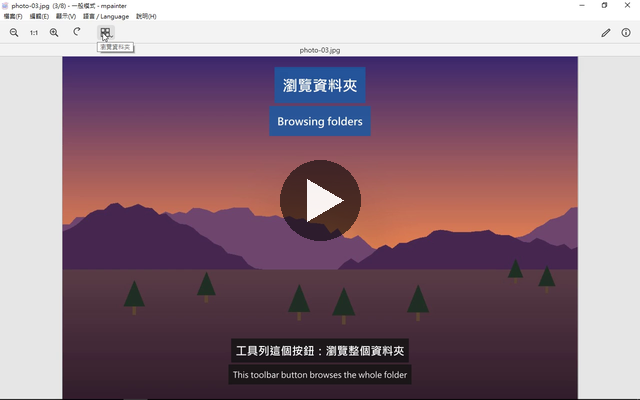 photo-03.jpg (3/8) - 一般模式 - mpainter
檔案(F) 編輯(E) 顯示(V) 語言 / Language 說明(H)
1:1
瀏覽資料夾
photo-03.jpg
瀏覽資料夾
Browsing folders
工具列這個按鈕：瀏覽整個資料夾
This toolbar button browses the whole folder